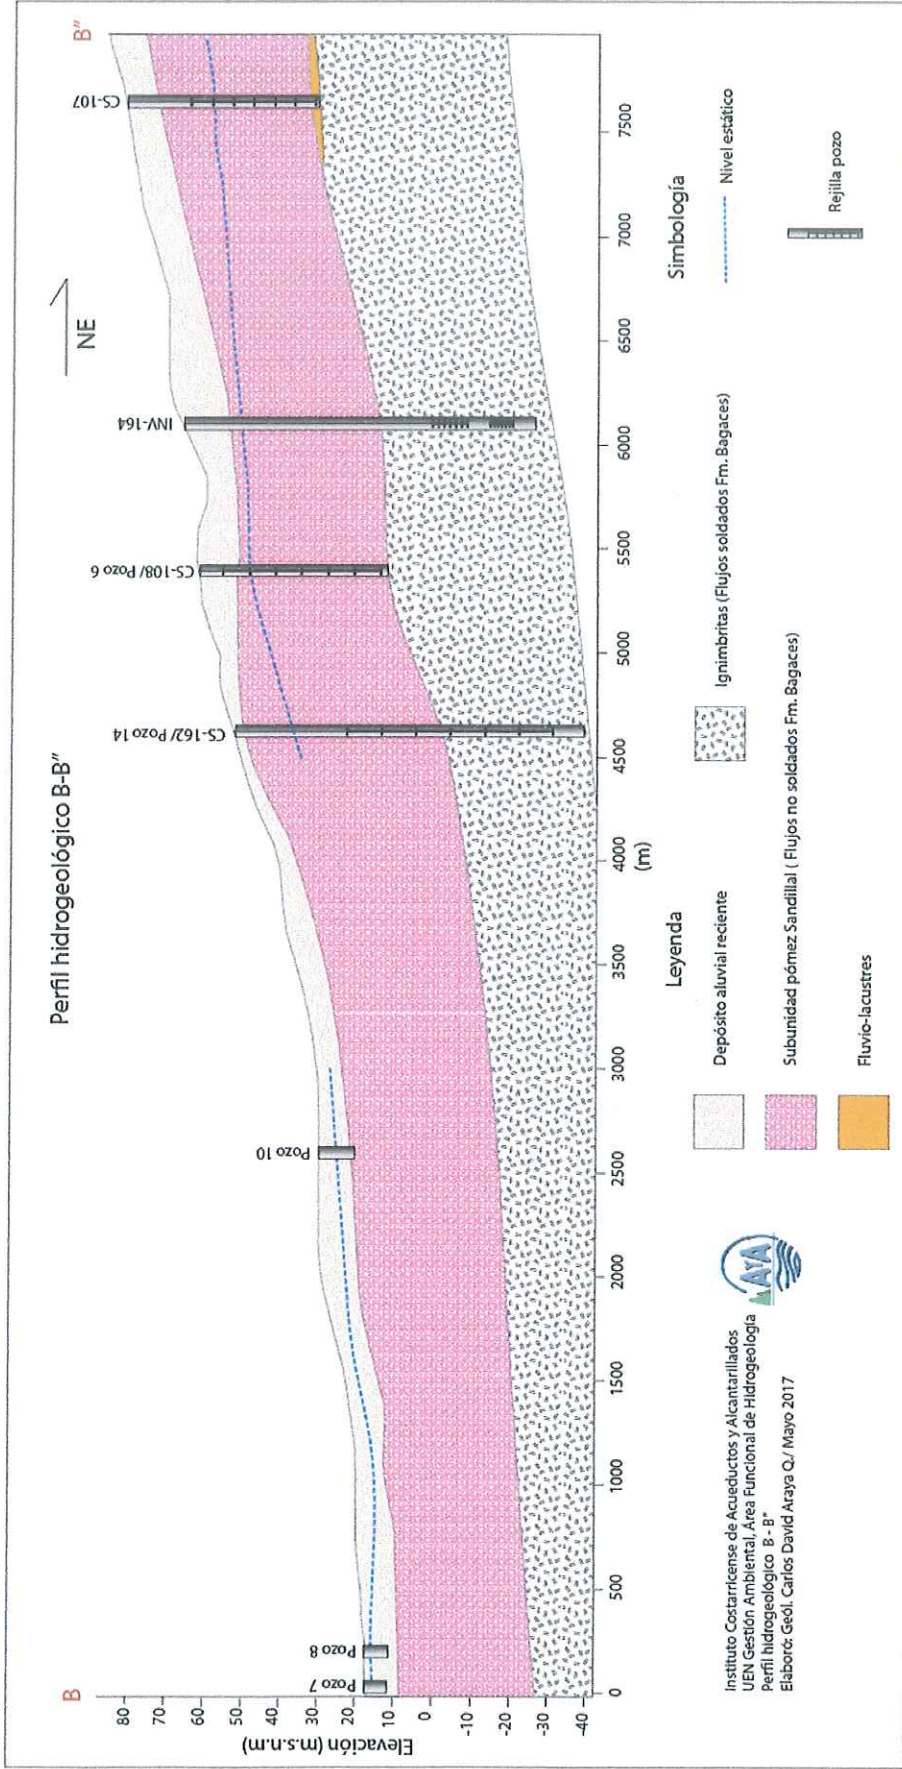 Perfil hidrogeológico B-B"
B
B"
NE
Pozo 7
Pozo 8
Pozo 10
CS-162/ Pozo 14
CS-108/ Pozo 6
INV-164
CS-107
Elevación (m.s.n.m)
80
70
60
50
40
30
20
10
0
-10
-20
-30
-40
0
500
1000
1500
2000
2500
3000
3500
4000
4500
5000
5500
6000
6500
7000
7500
(m)
Leyenda
Depósito aluvial reciente
Subunidad pómez Sandillal ( Flujos no soldados Fm. Bagaces)
Fluvio-lacustres
Ignimbritas (Flujos soldados Fm. Bagaces)
Simbología
Nivel estático
Rejilla pozo
Instituto Costarricense de Acueductos y Alcantarillados
UEN Gestión Ambiental, Área Funcional de Hidrogeología
Perfil hidrogeológico B - B"
Elaboró: Geól. Carlos David Araya Q./ Mayo 2017
AyA